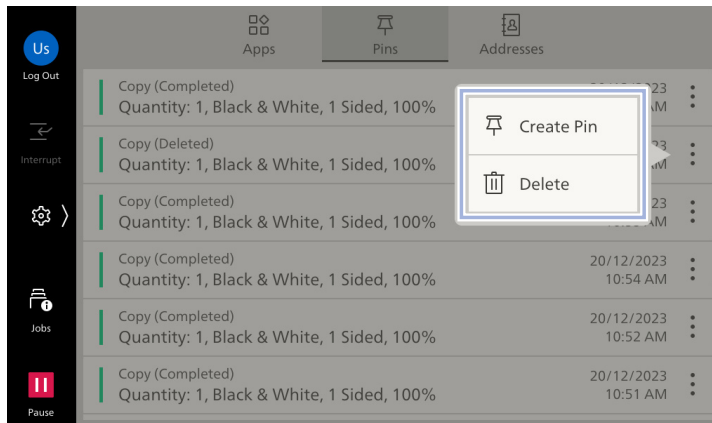 Us
Log Out
Interrupt
Jobs
Pause
Apps
Pins
Addresses
Copy (Completed)
Quantity: 1, Black & White, 1 Sided, 100%
Copy (Deleted)
Quantity: 1, Black & White, 1 Sided, 100%
Copy (Completed)
Quantity: 1, Black & White, 1 Sided, 100%
Create Pin
Delete
Copy (Completed)
Quantity: 1, Black & White, 1 Sided, 100%
20/12/2023
10:54 AM
Copy (Completed)
Quantity: 1, Black & White, 1 Sided, 100%
20/12/2023
10:52 AM
Copy (Completed)
Quantity: 1, Black & White, 1 Sided, 100%
20/12/2023
10:51 AM